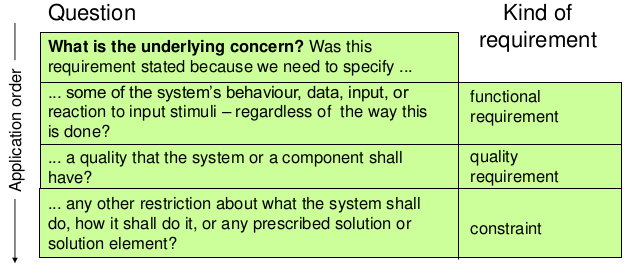 Question
Kind of
requirement
Application order
What is the underlying concern? Was this
requirement stated because we need to specify ...
... some of the system's behaviour, data, input, or
reaction to input stimuli – regardless of the way this
is done?
functional
requirement
... a quality that the system or a component shall
have?
quality
requirement
... any other restriction about what the system shall
do, how it shall do it, or any prescribed solution or
solution element?
constraint